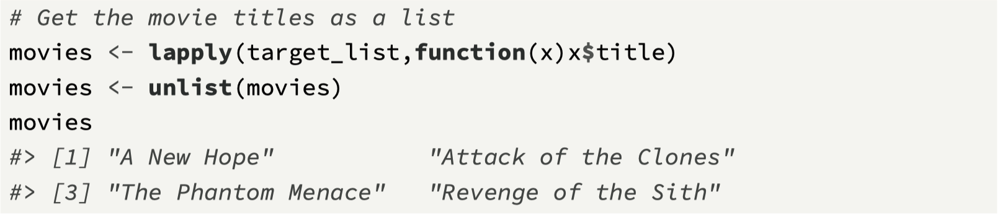 # Get the movie titles as a list
movies <- lapply(target_list,function(x)x$title)
movies <- unlist(movies)
movies
#> [1] "A New Hope"           "Attack of the Clones"
#> [3] "The Phantom Menace"   "Revenge of the Sith"